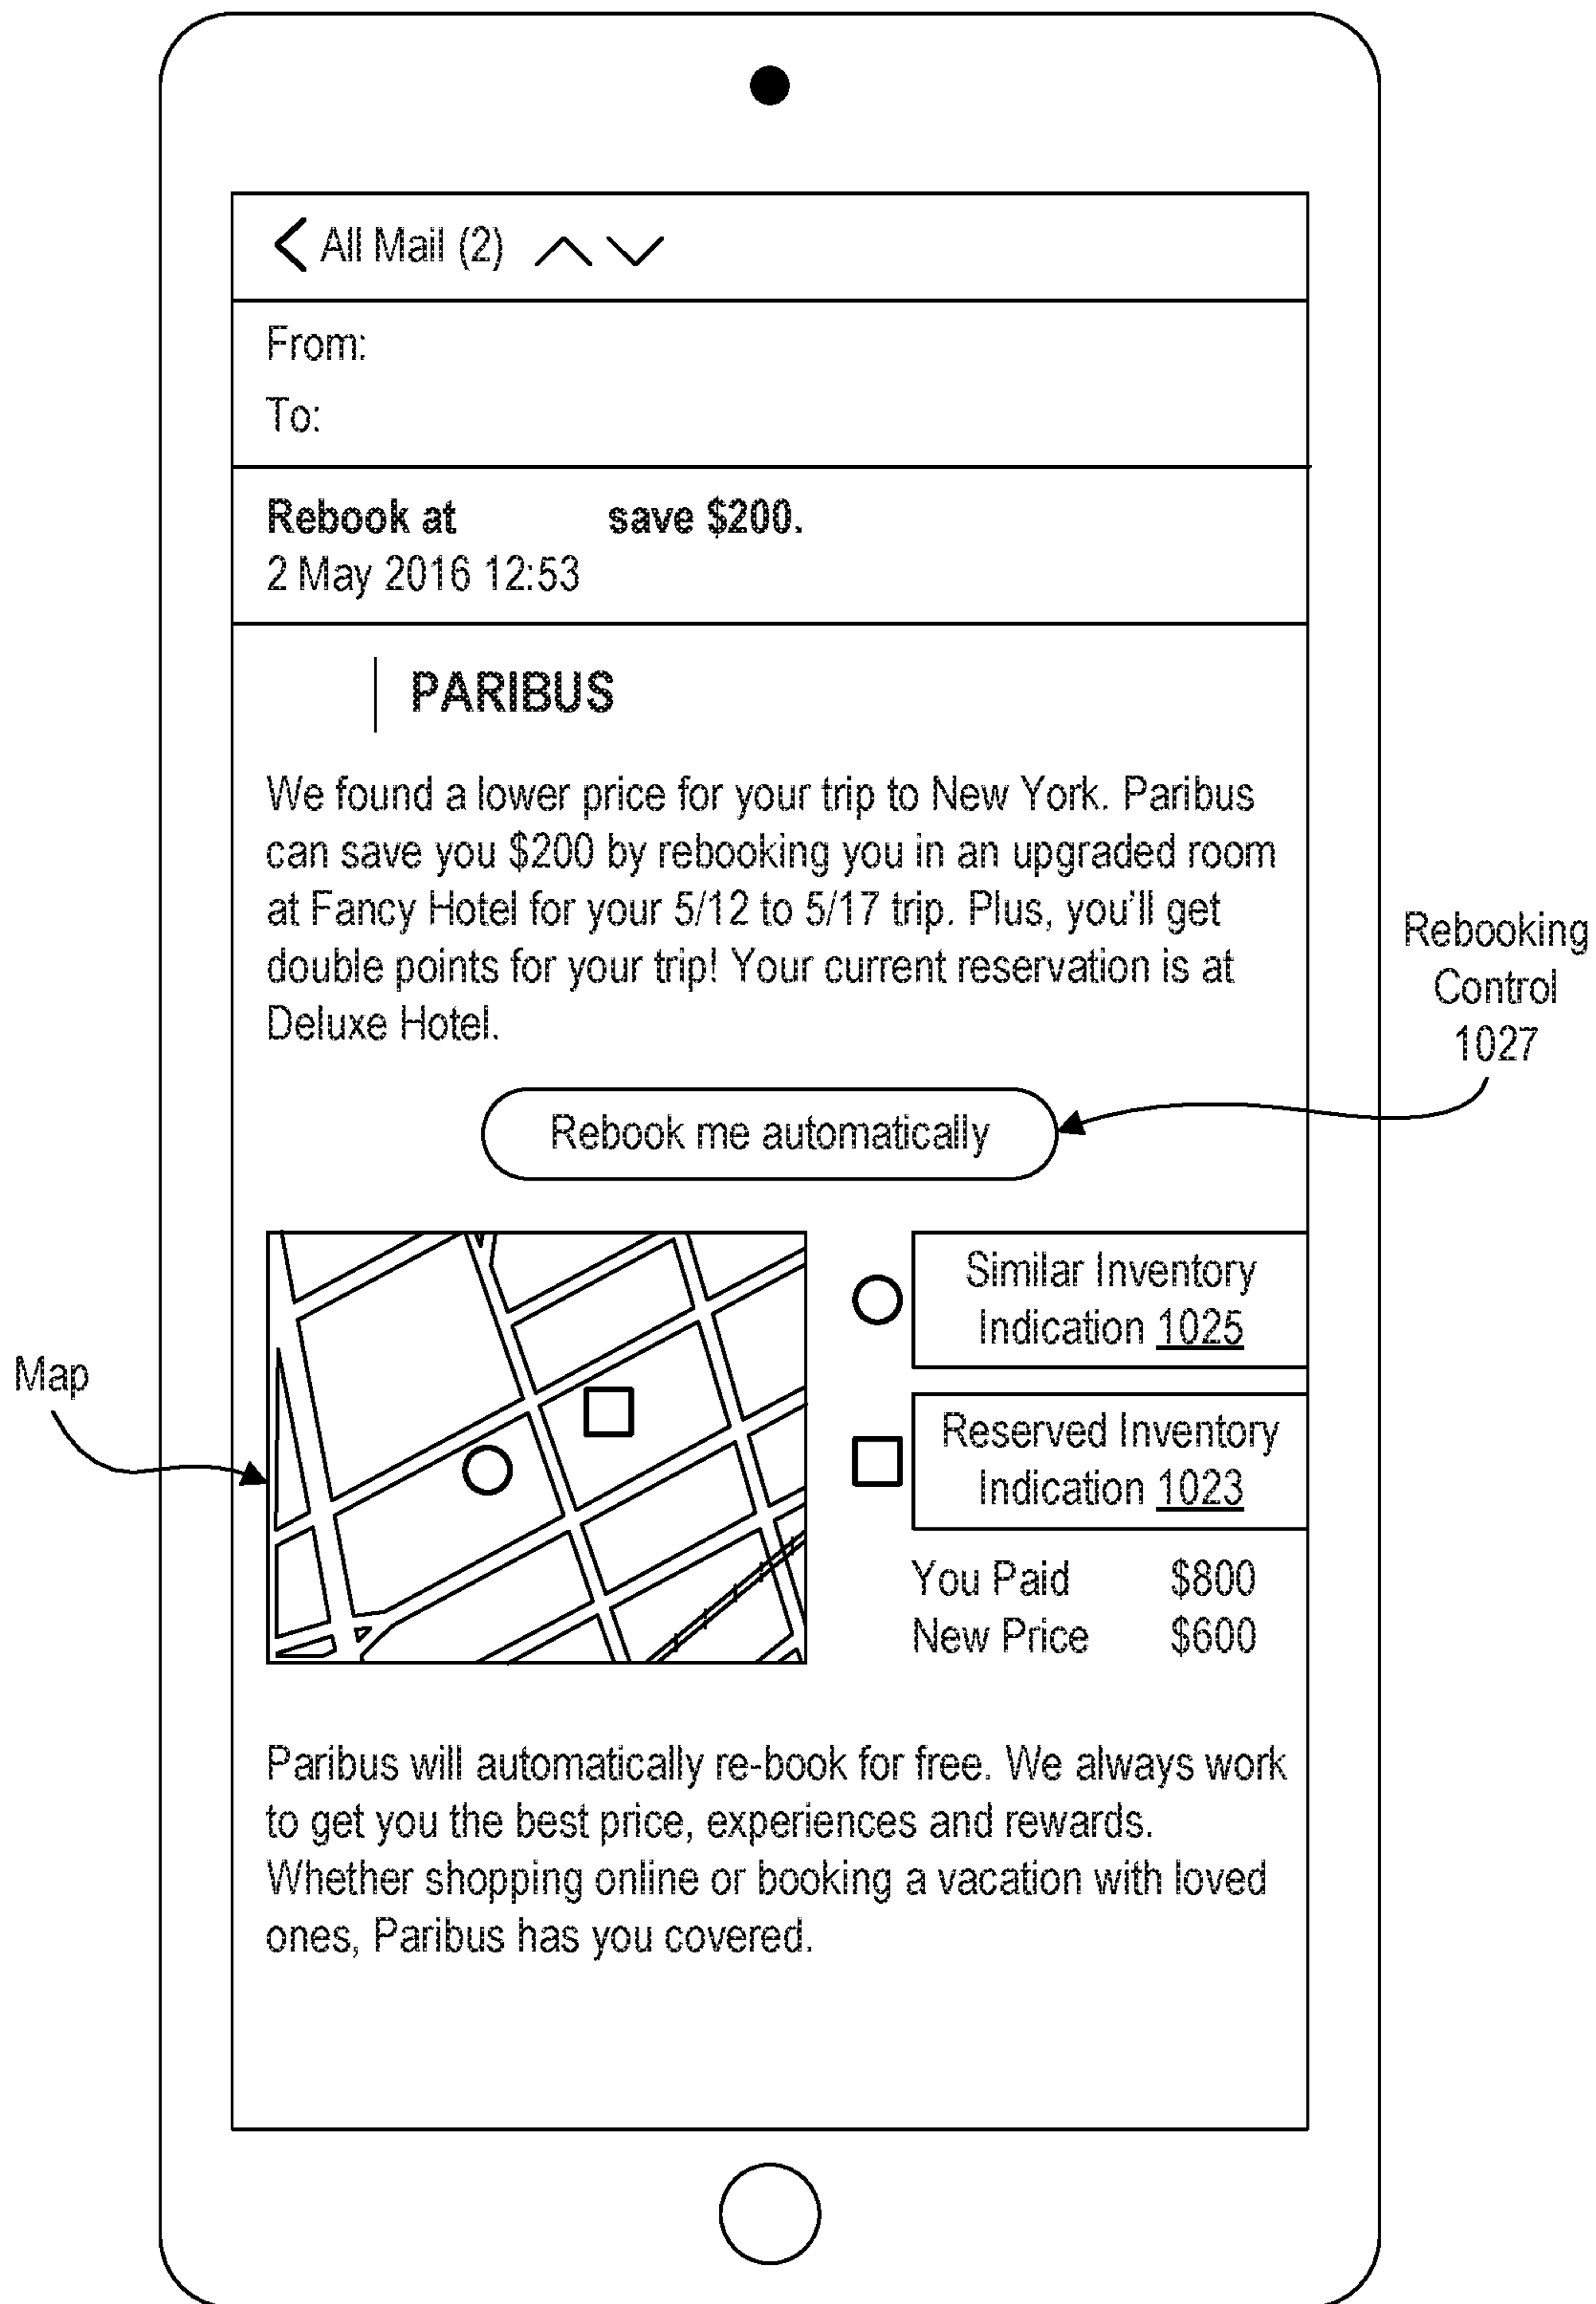 All Mail (2)
From:
To:
Rebook at save $200.
2 May 2016 12:53
PARIBUS
We found a lower price for your trip to New York. Paribus
can save you $200 by rebooking you in an upgraded room
at Fancy Hotel for your 5/12 to 5/17 trip. Plus, you'll get
double points for your trip! Your current reservation is at
Deluxe Hotel.
Rebooking
Control
1027
Rebook me automatically
Map
Similar Inventory
Indication 1025
Reserved Inventory
Indication 1023
You Paid $800
New Price $600
Paribus will automatically re-book for free. We always work
to get you the best price, experiences and rewards.
Whether shopping online or booking a vacation with loved
ones, Paribus has you covered.